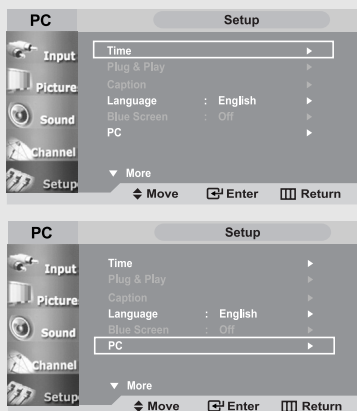 PC Setup
Input
Picture
Sound
Channel
Setup
Time
Plug & Play
Caption
Language : English
Blue Screen : Off
PC
▼ More
Move Enter Return
PC Setup
Input
Picture
Sound
Channel
Setup
Time
Plug & Play
Caption
Language : English
Blue Screen : Off
PC
▼ More
Move Enter Return